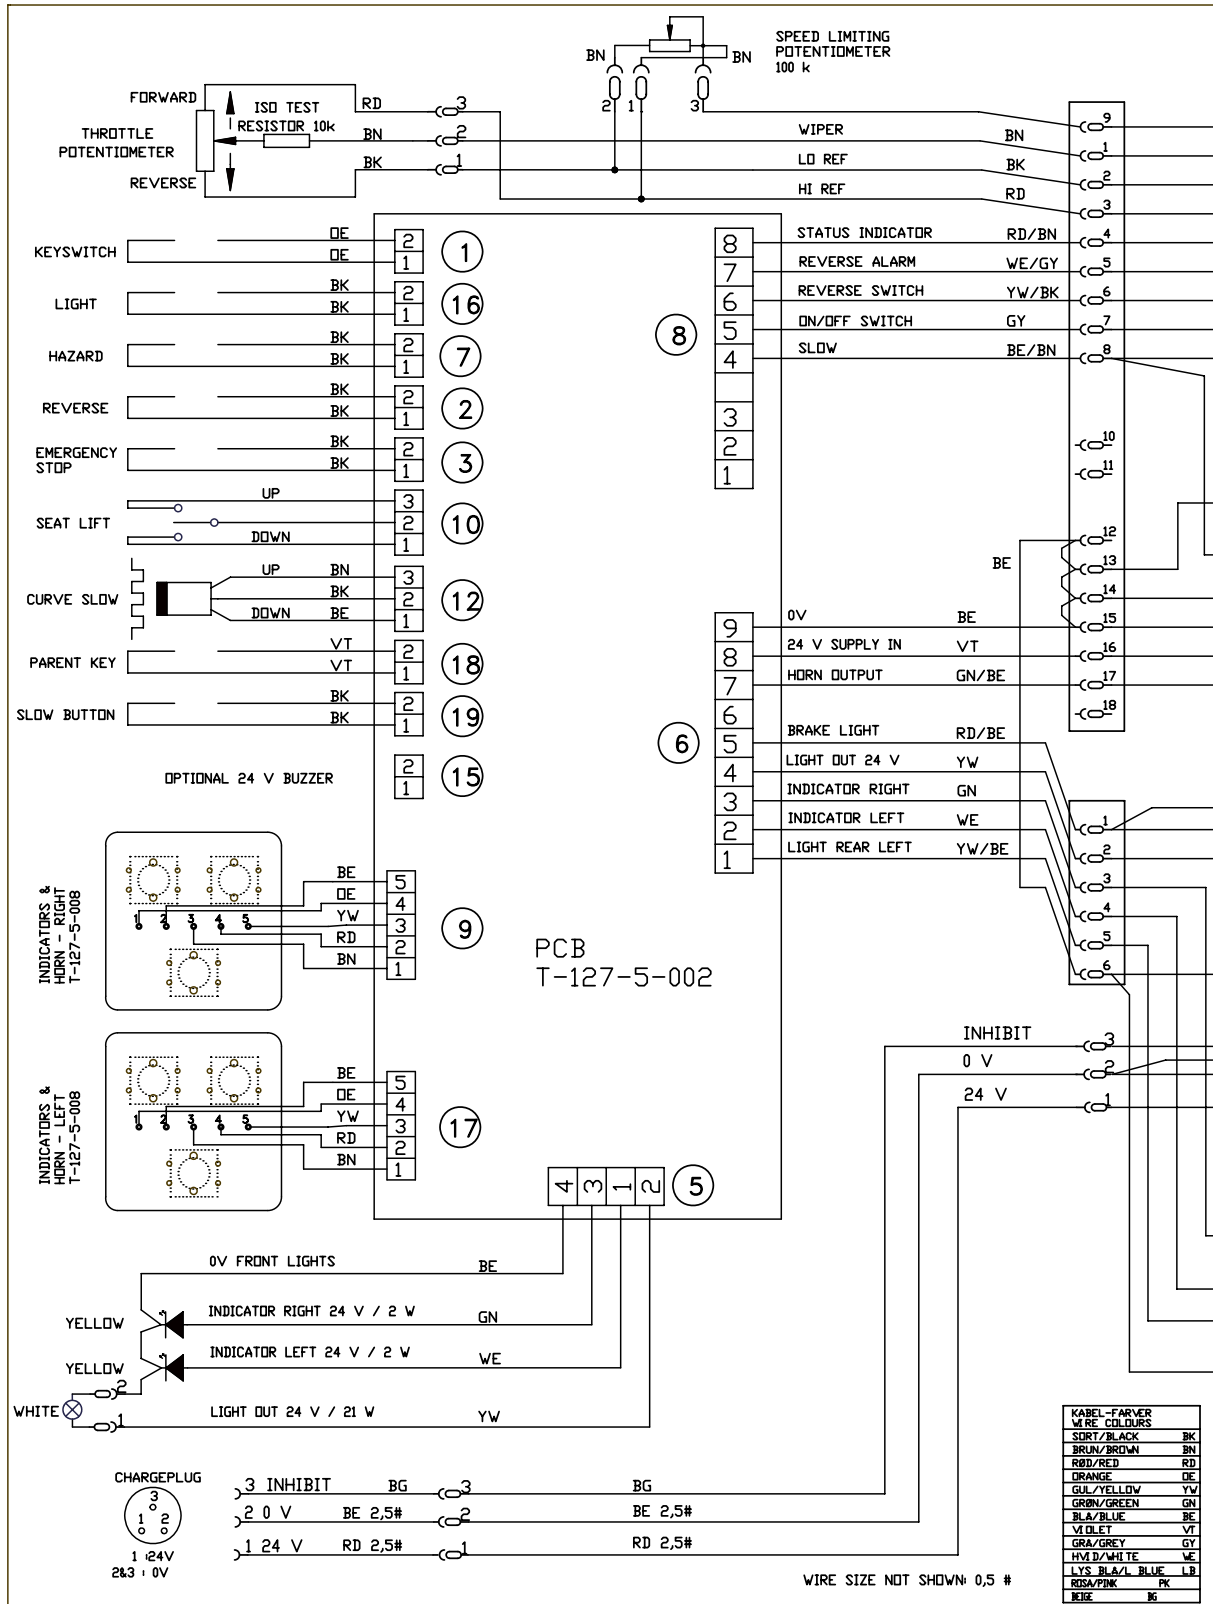 SPEED LIMITING
POTENTIOMETER
100 k
BN
BN
2
1
3
FORWARD
THROTTLE
POTENTIOMETER
REVERSE
ISO TEST
RESISTOR 10k
RD
BN
BK
3
2
1
WIPER BN
LO REF BK
HI REF RD
9
1
2
3
KEYSWITCH
OE 2
OE 1
1
LIGHT
BK 2
BK 1
16
HAZARD
BK 2
BK 1
7
REVERSE
BK 2
BK 1
2
EMERGENCY
STOP
BK 2
BK 1
3
SEAT LIFT
UP 3
2
DOWN 1
10
CURVE SLOW
UP BN 3
BK 2
DOWN BE 1
12
PARENT KEY
VT 2
VT 1
18
SLOW BUTTON
BK 2
BK 1
19
OPTIONAL 24 V BUZZER
2
1
15
8
8 STATUS INDICATOR RD/BN 4
7 REVERSE ALARM WE/GY 5
6 REVERSE SWITCH YW/BK 6
5 ON/OFF SWITCH GY 7
4 SLOW BE/BN 8
3
2
1
10
11
12
BE
13
14
6
9 0V BE 15
8 24 V SUPPLY IN VT 16
7 HORN OUTPUT GN/BE 17
6
18
5 BRAKE LIGHT RD/BE
4 LIGHT OUT 24 V YW
3 INDICATOR RIGHT GN
2 INDICATOR LEFT WE
1 LIGHT REAR LEFT YW/BE
1
2
3
4
5
6
INDICATORS &
HORN - RIGHT
T-127-5-008
1 2 3 4 5
BE 5
OE 4
YW 3
RD 2
BN 1
9
PCB
T-127-5-002
INDICATORS &
HORN - LEFT
T-127-5-008
1 2 3 4 5
BE 5
OE 4
YW 3
RD 2
BN 1
17
4 3 1 2
5
INHIBIT 3
0 V 2
24 V 1
0V FRONT LIGHTS BE
YELLOW
INDICATOR RIGHT 24 V / 2 W GN
YELLOW
INDICATOR LEFT 24 V / 2 W WE
WHITE
2
1
LIGHT OUT 24 V / 21 W YW
CHARGEPLUG
3
1 2
1 :24V
2&3 : 0V
3 INHIBIT BG 3 BG
2 0 V BE 2,5# 2 BE 2,5#
1 24 V RD 2,5# 1 RD 2,5#
WIRE SIZE NOT SHOWN: 0,5 #
KABEL-FARVER
WIRE COLOURS
SORT/BLACK BK
BRUN/BROWN BN
RØD/RED RD
ORANGE OE
GUL/YELLOW YW
GRØN/GREEN GN
BLA/BLUE BE
VIOLET VT
GRA/GREY GY
HVID/WHITE WE
LYS BLA/L BLUE LB
ROSA/PINK PK
BEIGE BG